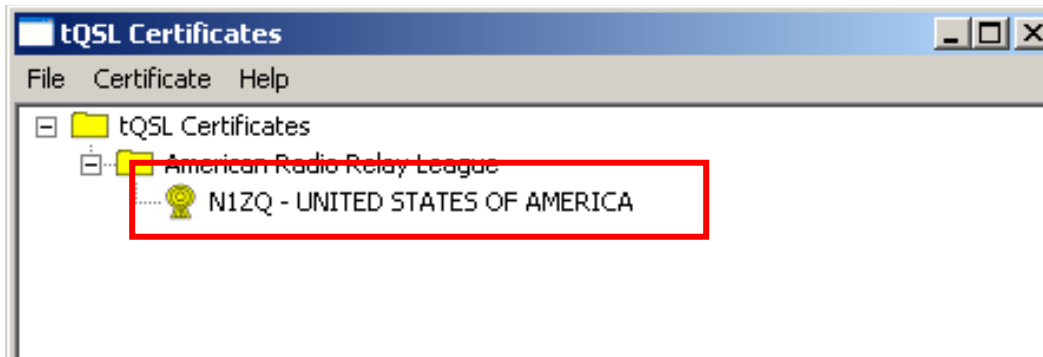 tQSL Certificates
File Certificate Help
tQSL Certificates
American Radio Relay League
N1ZQ - UNITED STATES OF AMERICA